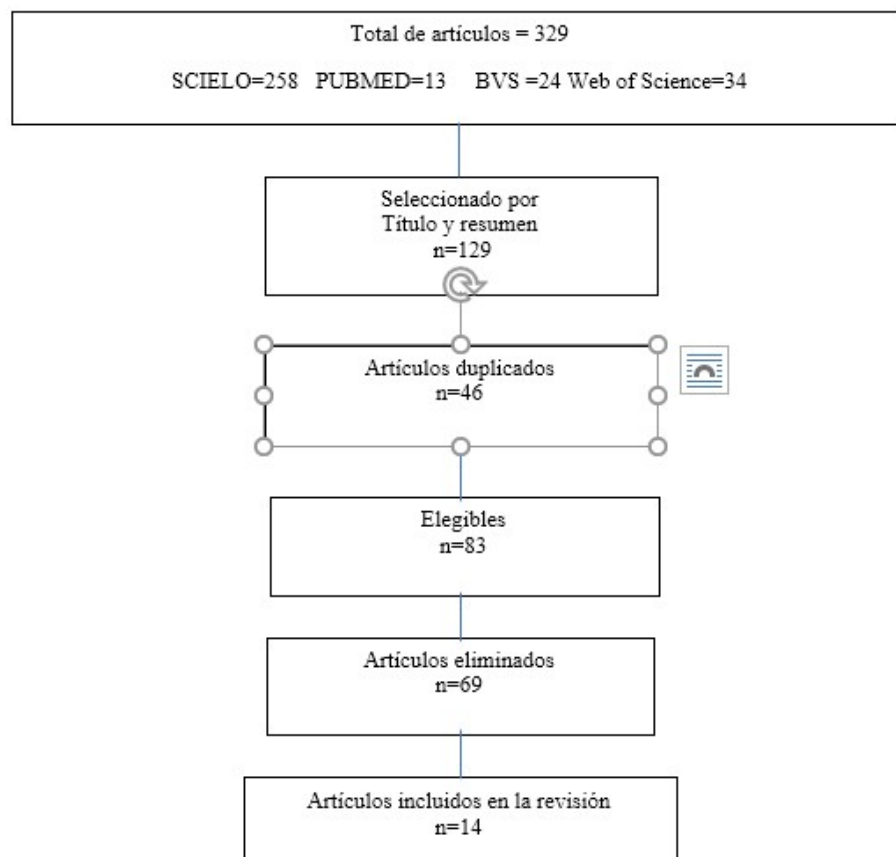 Total de artículos = 329
SCIELO=258 PUBMED=13 BVS =24 Web of Science=34
Seleccionado por
Título y resumen
n=129
Artículos duplicados
n=46
Elegibles
n=83
Artículos eliminados
n=69
Artículos incluidos en la revisión
n=14